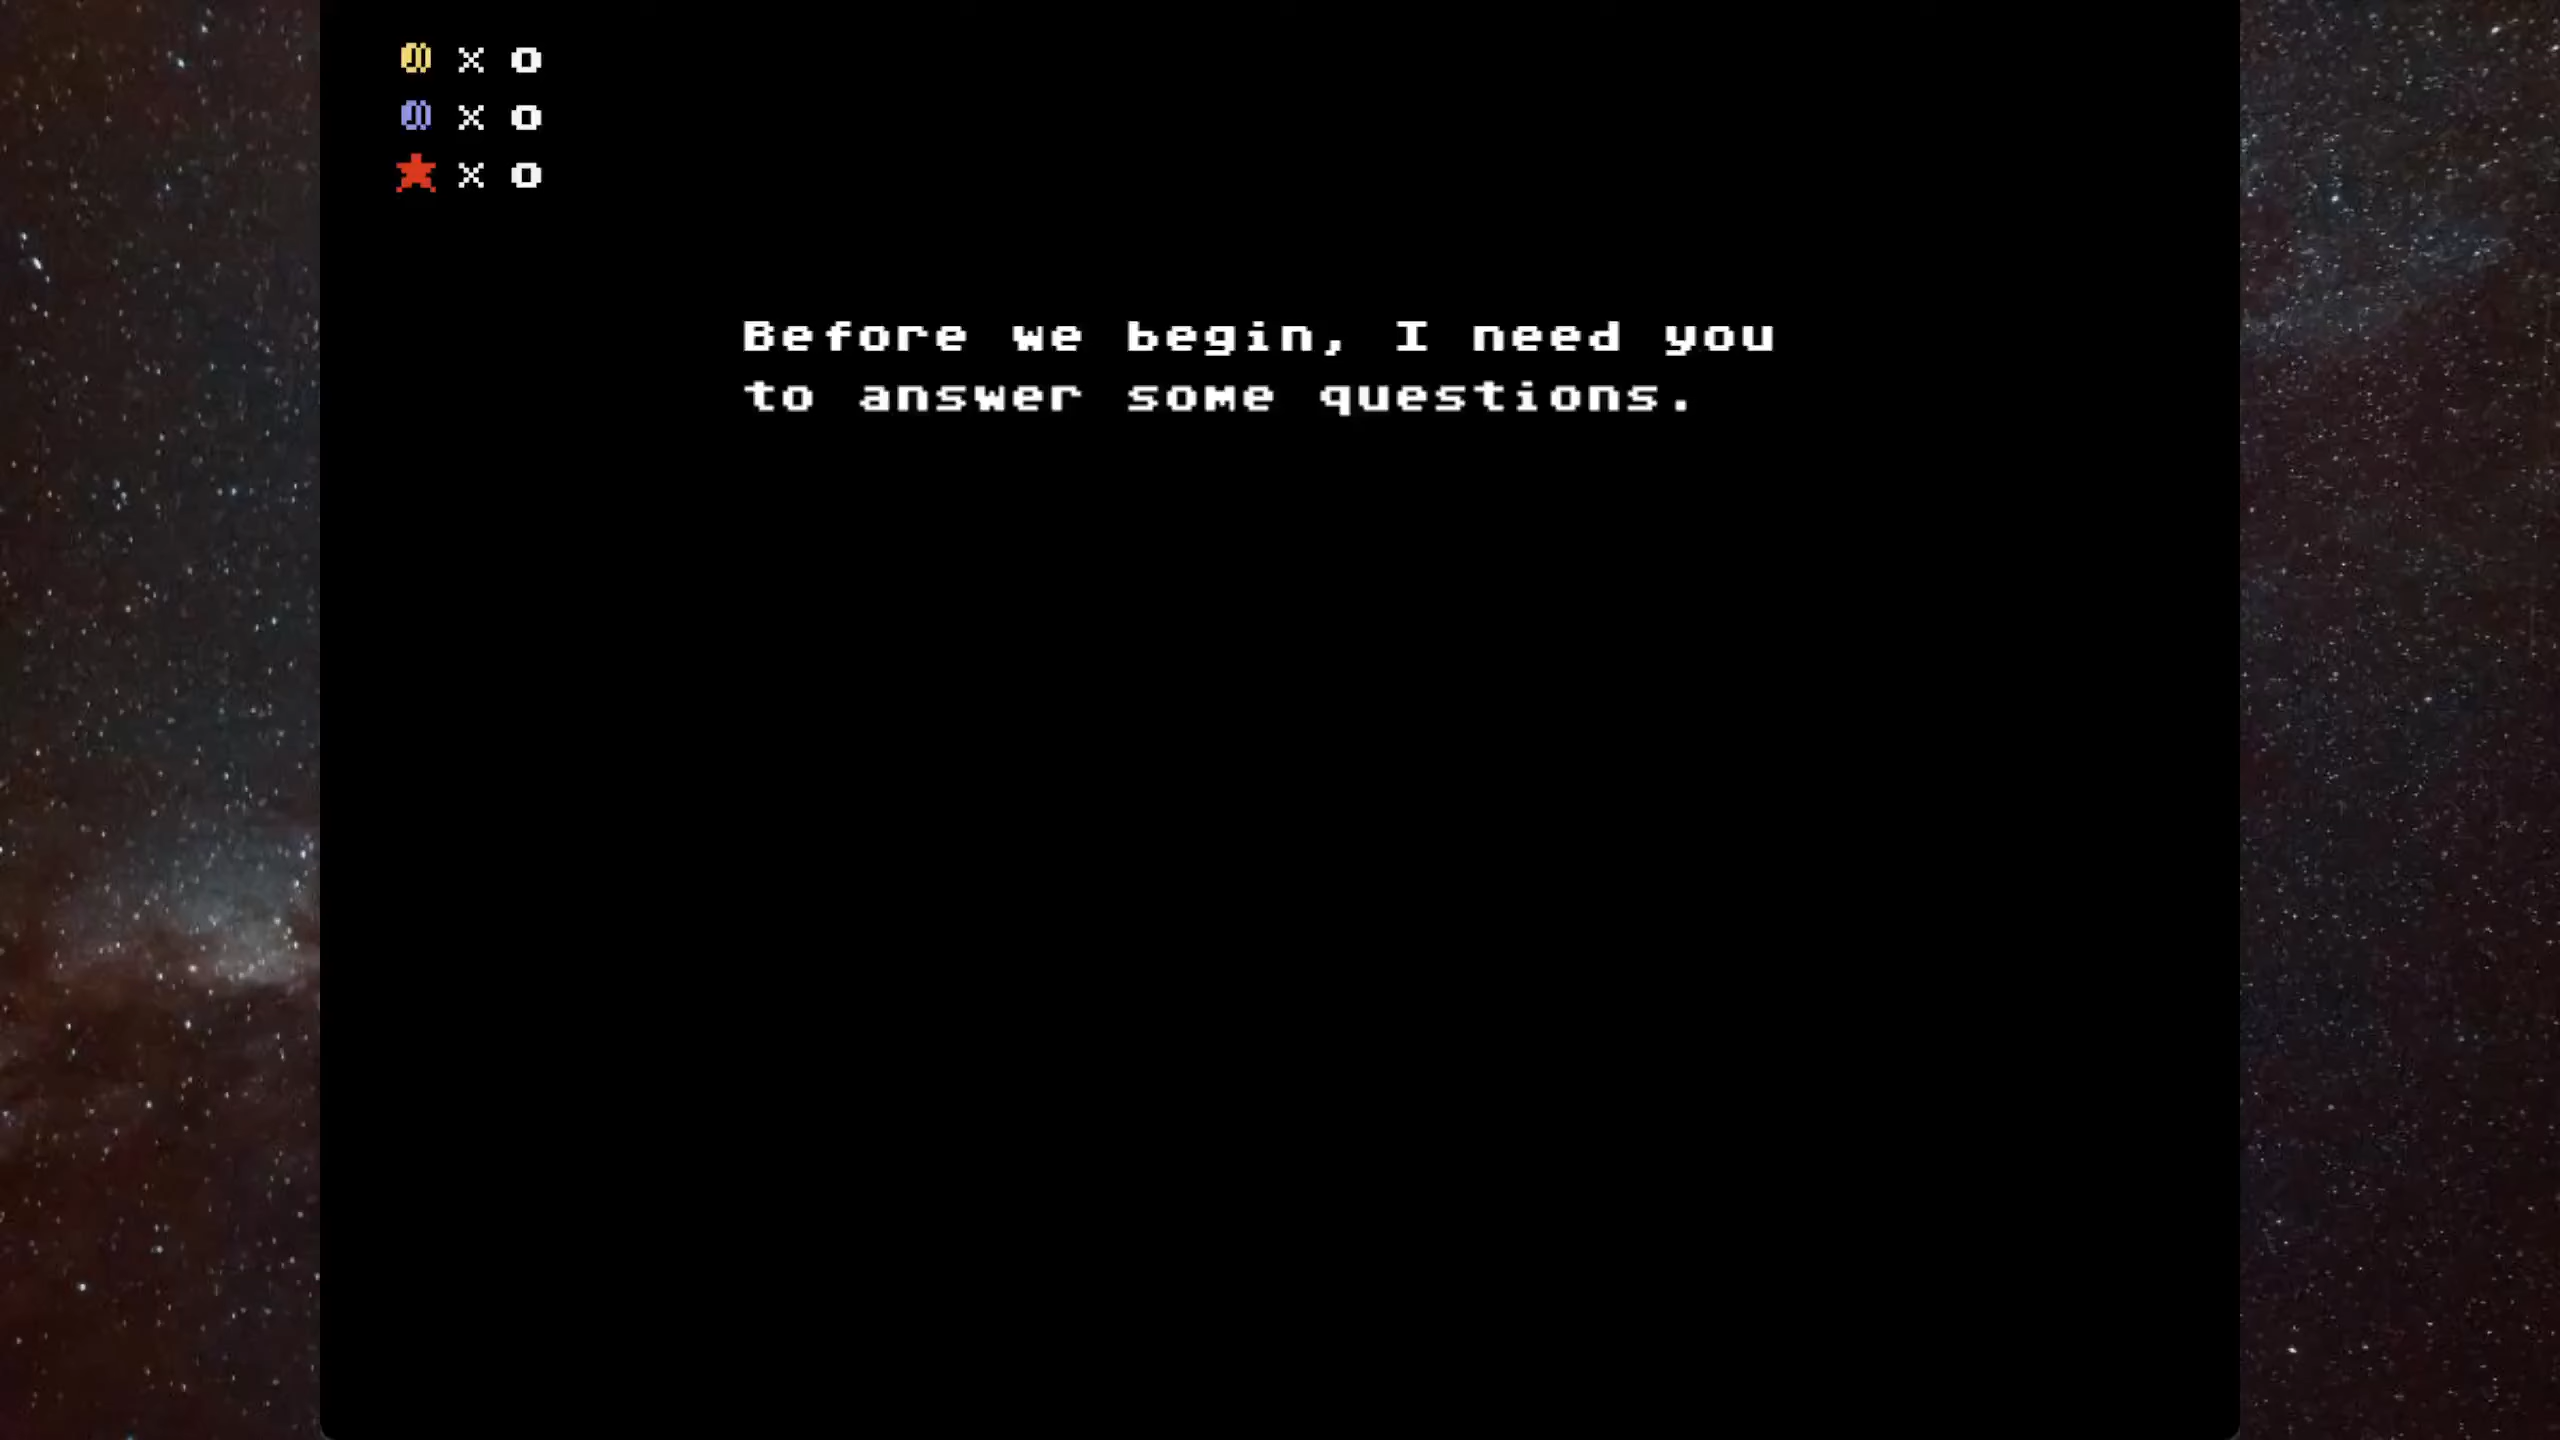 x 0
x 0
x 0
Before we begin, I need you
to answer some questions.